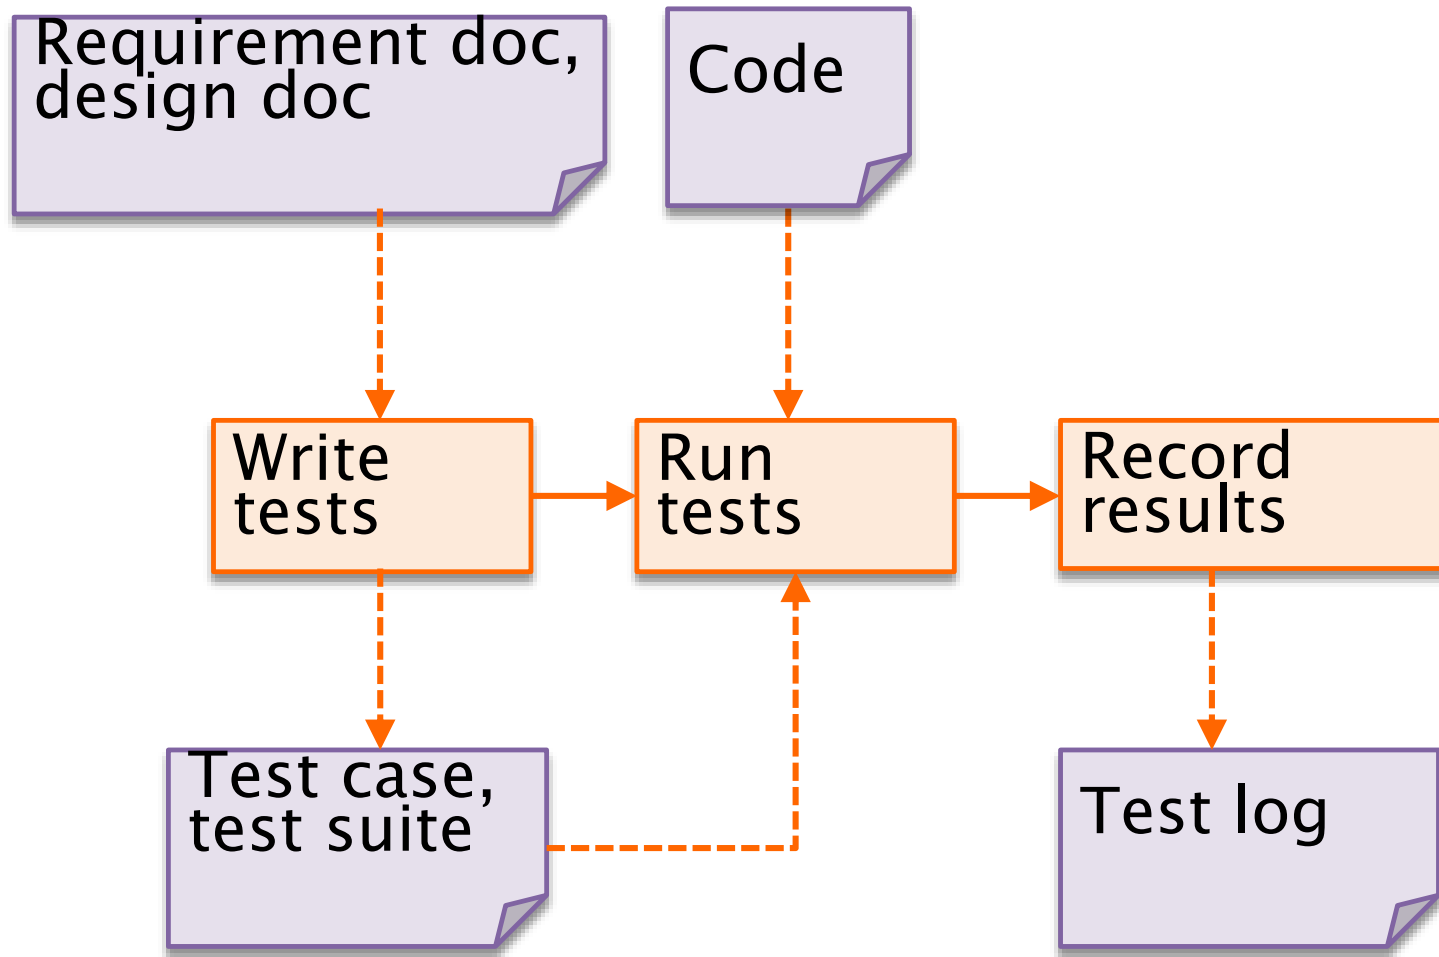 Requirement doc,
design doc
Code
Write
tests
Run
tests
Record
results
Test case,
test suite
Test log